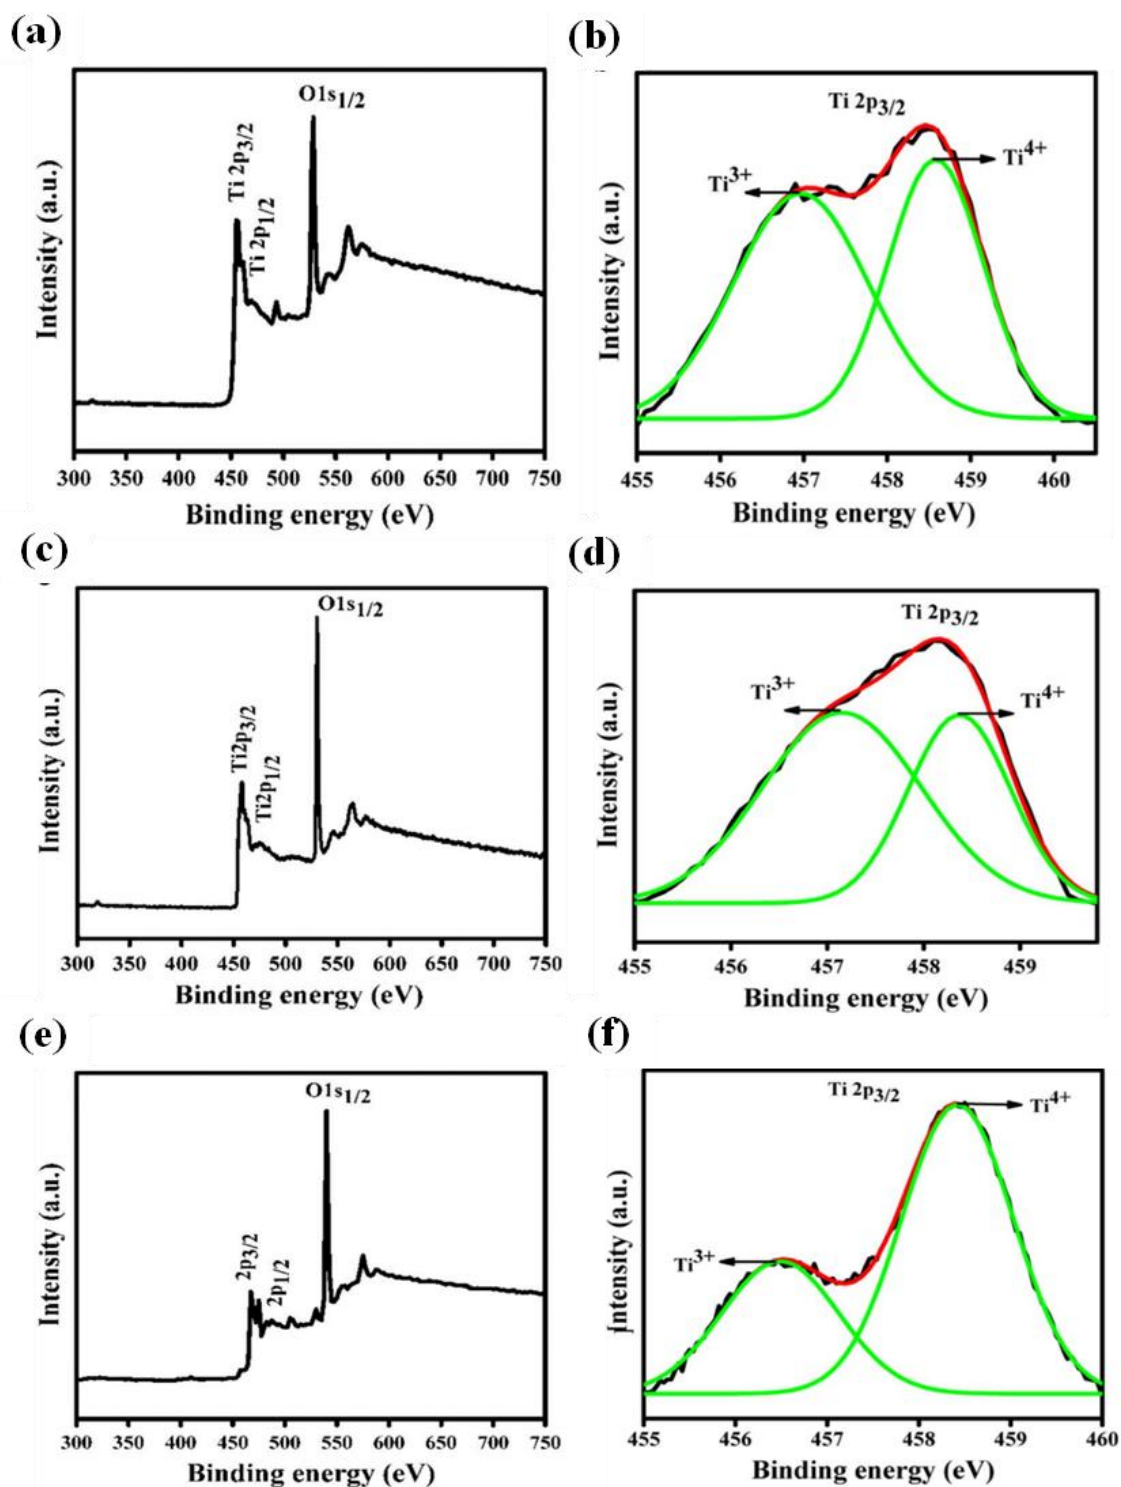 (a)
O1s1/2
Ti 2p3/2
Ti 2p1/2
Intensity (a.u.)
300 350 400 450 500 550 600 650 700 750
Binding energy (eV)
(b)
Ti 2p3/2
Ti3+
Ti4+
Intensity (a.u.)
455 456 457 458 459 460
Binding energy (eV)
(c)
O1s1/2
Ti2p3/2
Ti2p1/2
Intensity (a.u.)
300 350 400 450 500 550 600 650 700 750
Binding energy (eV)
(d)
Ti 2p3/2
Ti3+
Ti4+
Intensity (a.u.)
455 456 457 458 459
Binding energy (eV)
(e)
O1s1/2
2p3/2
2p1/2
Intensity (a.u.)
300 350 400 450 500 550 600 650 700 750
Binding energy (eV)
(f)
Ti 2p3/2
Ti4+
Ti3+
Intensity (a.u.)
455 456 457 458 459 460
Binding energy (eV)